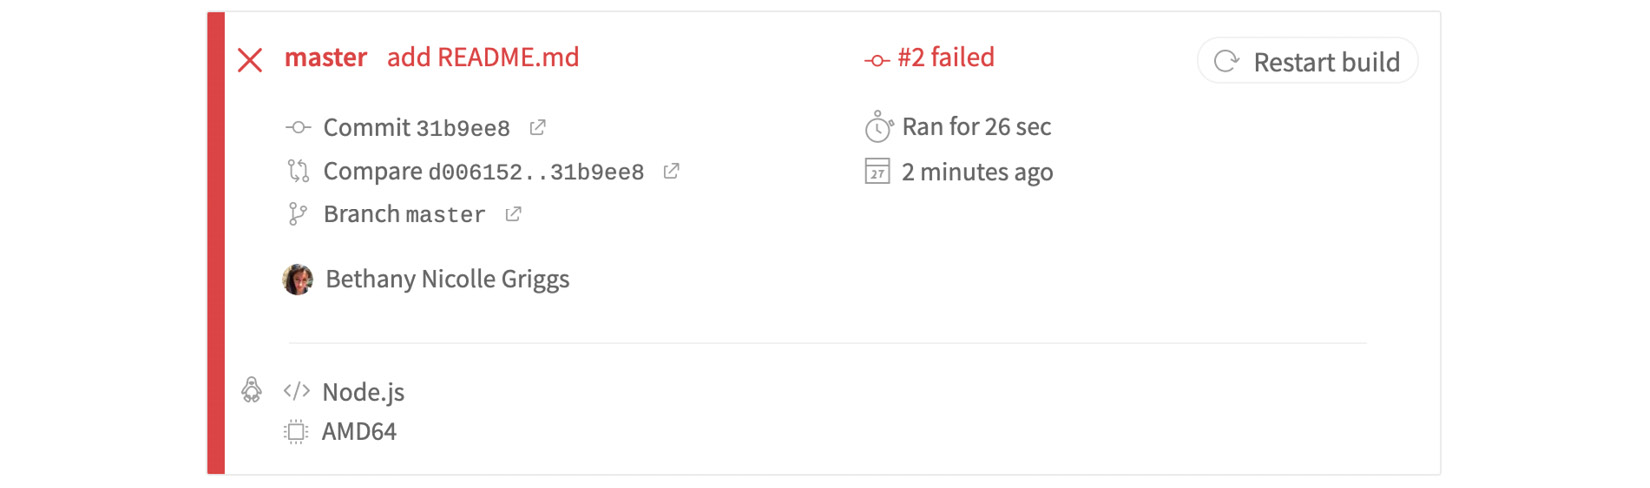 master add README.md
#2 failed
Restart build
Commit 31b9ee8
Ran for 26 sec
Compare d006152..31b9ee8
27 2 minutes ago
Branch master
Bethany Nicolle Griggs
</> Node.js
AMD64